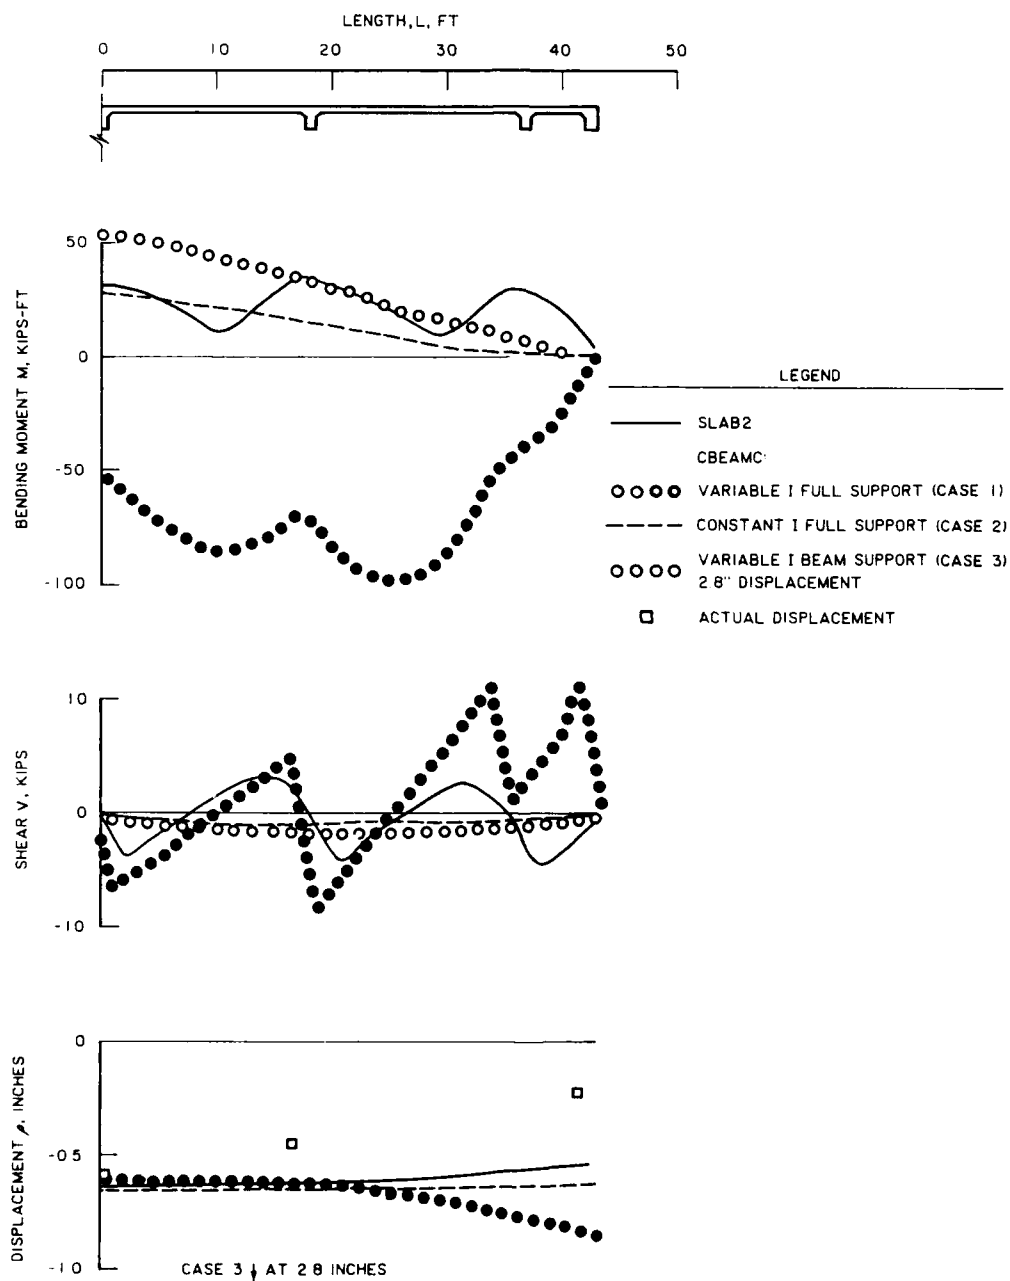 LENGTH, L, FT
0 10 20 30 40 50
BENDING MOMENT M, KIPS-FT
50
0
-50
-100
LEGEND
SLAB2
CBEAMC:
VARIABLE I FULL SUPPORT (CASE 1)
CONSTANT I FULL SUPPORT (CASE 2)
VARIABLE I BEAM SUPPORT (CASE 3)
2.8" DISPLACEMENT
ACTUAL DISPLACEMENT
SHEAR V, KIPS
10
0
-10
DISPLACEMENT ρ, INCHES
0
-0 5
-1 0
CASE 3 ↓ AT 2 8 INCHES